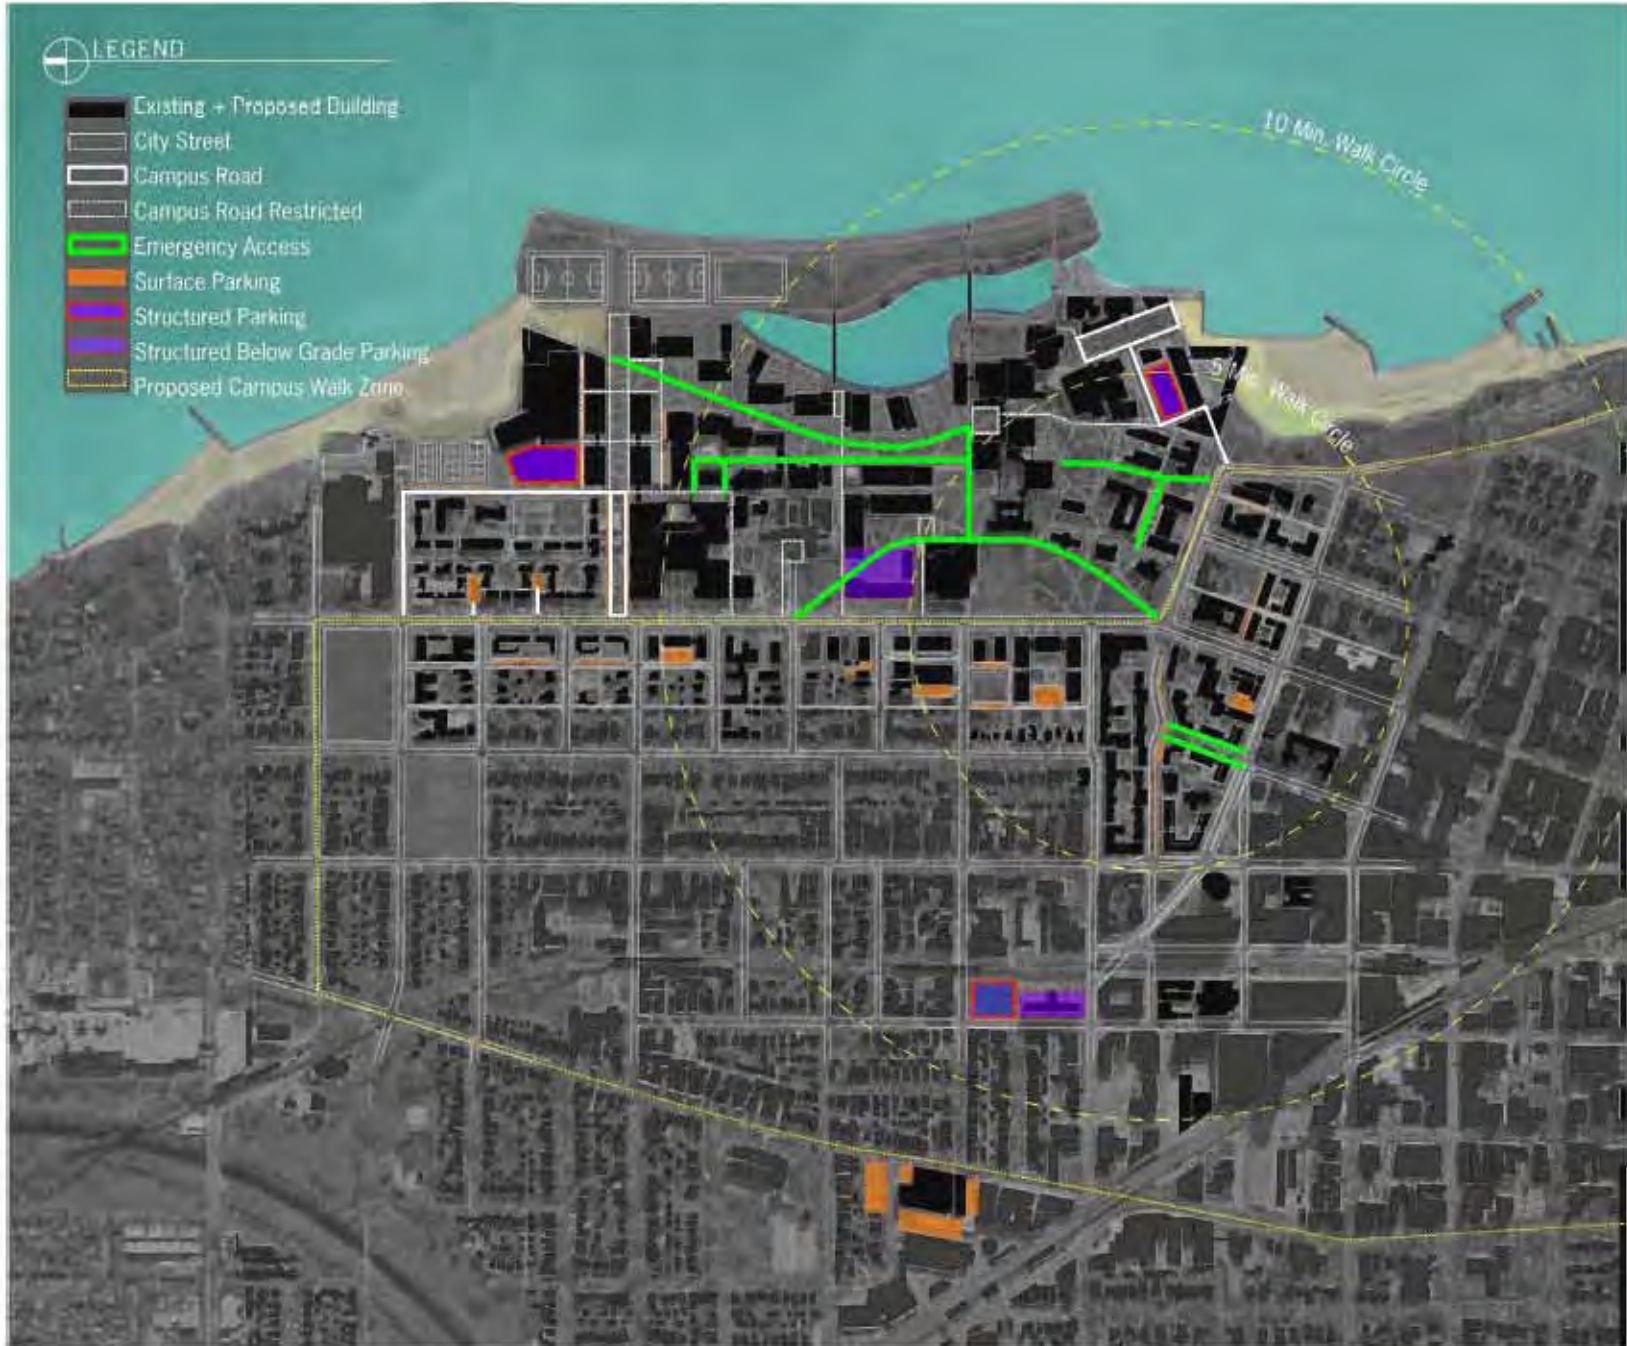 LEGEND
Existing + Proposed Building
City Street
Campus Road
Campus Road Restricted
Emergency Access
Surface Parking
Structured Parking
Structured Below Grade Parking
Proposed Campus Walk Zone
10 Min. Walk Circle
5 Min. Walk Circle